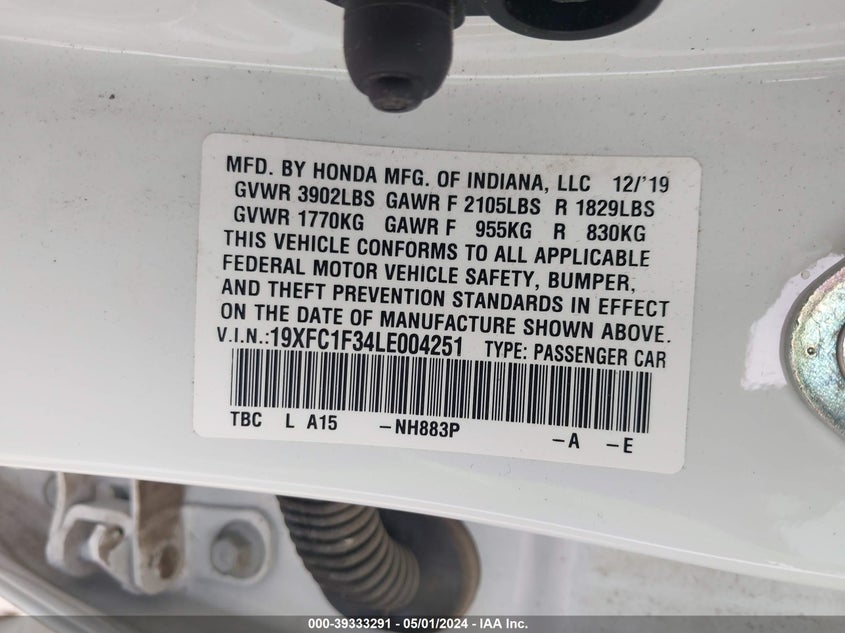 MFD. BY HONDA MFG. OF INDIANA, LLC 12/'19
GVWR 3902LBS GAWR F 2105LBS R 1829LBS
GVWR 1770KG GAWR F 955KG R 830KG
THIS VEHICLE CONFORMS TO ALL APPLICABLE
FEDERAL MOTOR VEHICLE SAFETY, BUMPER,
AND THEFT PREVENTION STANDARDS IN EFFECT
ON THE DATE OF MANUFACTURE SHOWN ABOVE.
V.I.N.:19XFC1F34LE004251 TYPE: PASSENGER CAR
TBC L A15 -NH883P -A -E
000-39333291 - 05/01/2024 - IAA Inc.